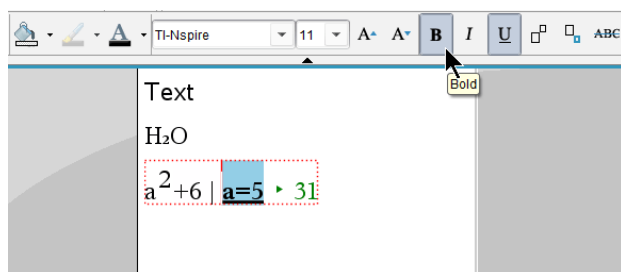 A TI-Nspire 11 A A B I U ABC
Bold
Text
H₂O
a²+6 | a=5 ▸ 31